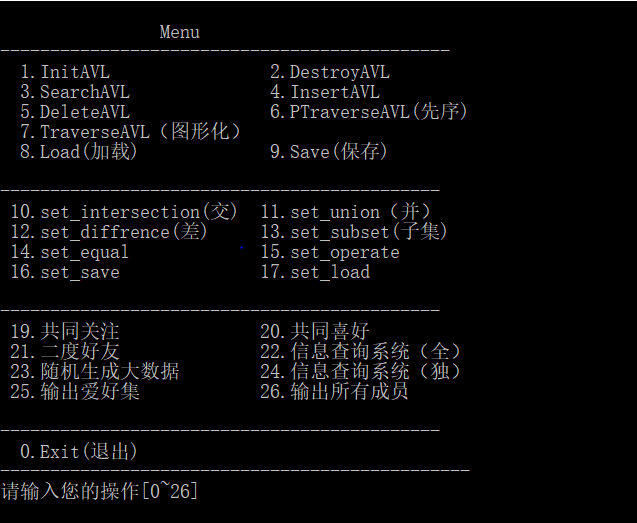 Menu
-------------------------------------------------
1.InitAVL 2.DestroyAVL
3.SearchAVL 4.InsertAVL
5.DeleteAVL 6.PTraverseAVL(先序)
7.TraverseAVL（图形化）
8.Load(加载) 9.Save(保存)
------------------------------------------------
10.set_intersection(交) 11.set_union（并）
12.set_diffrence(差) 13.set_subset(子集)
14.set_equal 15.set_operate
16.set_save 17.set_load
------------------------------------------------
19.共同关注 20.共同喜好
21.二度好友 22.信息查询系统（全）
23.随机生成大数据 24.信息查询系统（独）
25.输出爱好集 26.输出所有成员
------------------------------------------------
0.Exit(退出)
---------------------------------------------------
请输入您的操作[0~26]